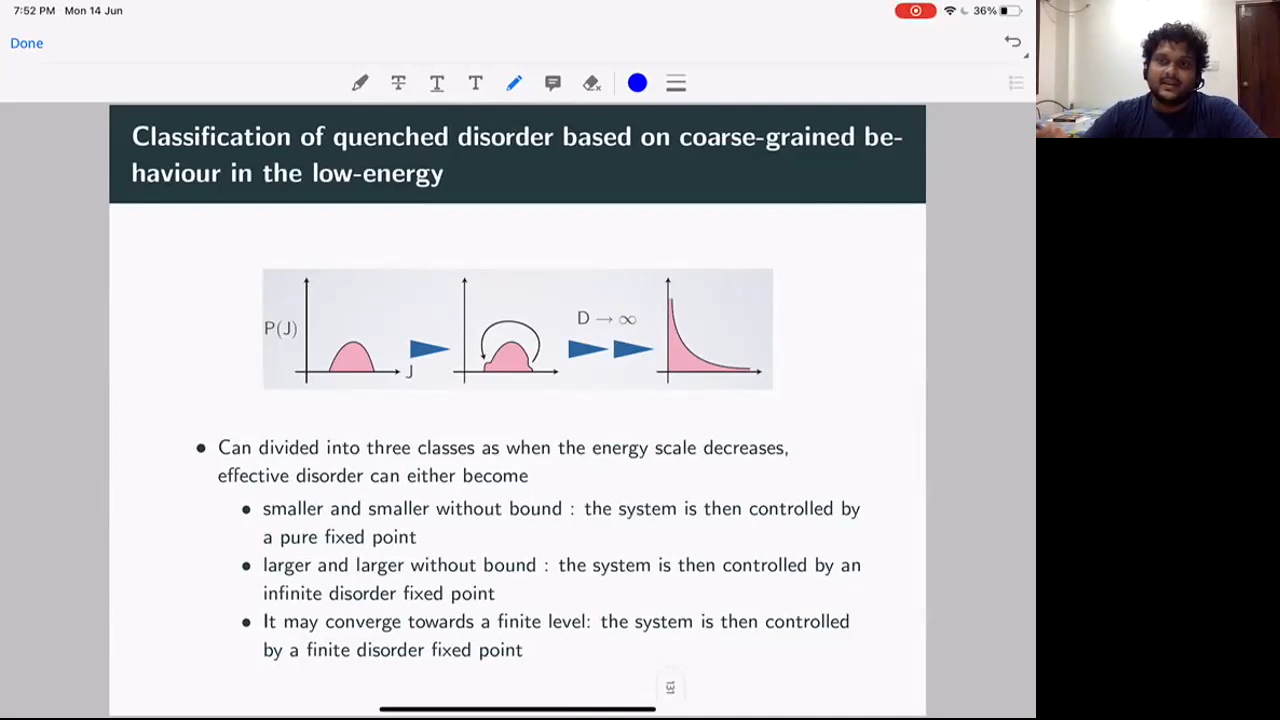 7:52 PM Mon 14 Jun
36%
Done
Classification of quenched disorder based on coarse-grained be-
haviour in the low-energy
P(J)
J
D → ∞
• Can divided into three classes as when the energy scale decreases,
effective disorder can either become
• smaller and smaller without bound : the system is then controlled by
a pure fixed point
• larger and larger without bound : the system is then controlled by an
infinite disorder fixed point
• It may converge towards a finite level: the system is then controlled
by a finite disorder fixed point
131